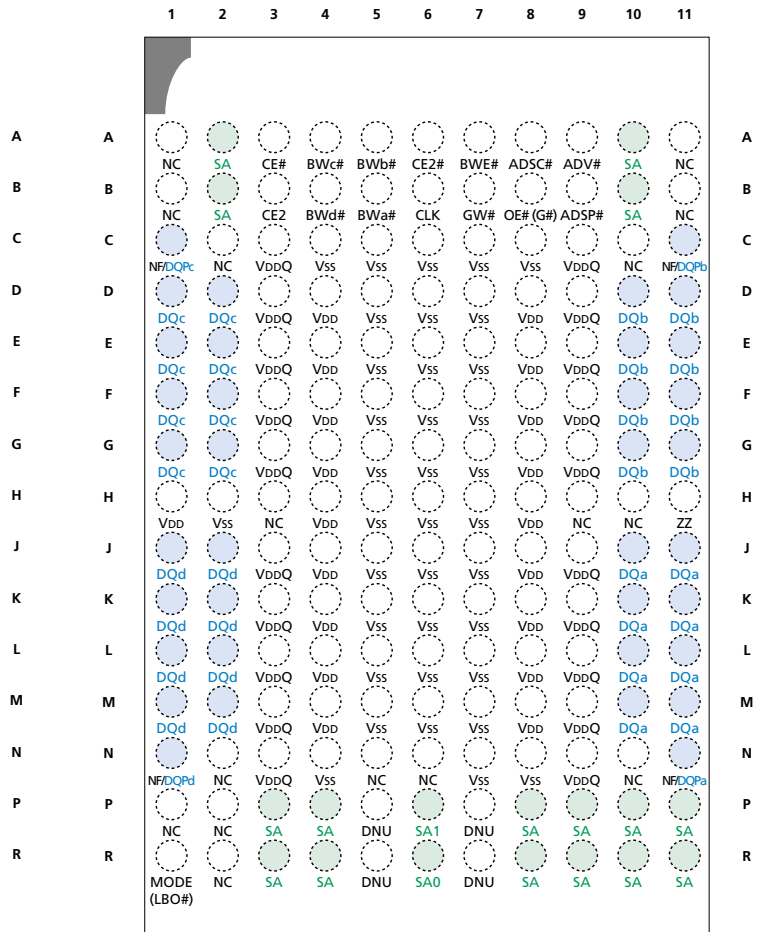 1 2 3 4 5 6 7 8 9 10 11
A A A
NC SA CE# BWc# BWb# CE2# BWE# ADSC# ADV# SA NC
B B B
NC SA CE2 BWd# BWa# CLK GW# OE# (G#) ADSP# SA NC
C C C
NF/DQPc NC VDDQ Vss Vss Vss Vss Vss VDDQ NC NF/DQPb
D D D
DQc DQc VDDQ VDD Vss Vss Vss VDD VDDQ DQb DQb
E E E
DQc DQc VDDQ VDD Vss Vss Vss VDD VDDQ DQb DQb
F F F
DQc DQc VDDQ VDD Vss Vss Vss VDD VDDQ DQb DQb
G G G
DQc DQc VDDQ VDD Vss Vss Vss VDD VDDQ DQb DQb
H H H
VDD Vss NC VDD Vss Vss Vss VDD NC NC ZZ
J J J
DQd DQd VDDQ VDD Vss Vss Vss VDD VDDQ DQa DQa
K K K
DQd DQd VDDQ VDD Vss Vss Vss VDD VDDQ DQa DQa
L L L
DQd DQd VDDQ VDD Vss Vss Vss VDD VDDQ DQa DQa
M M M
DQd DQd VDDQ VDD Vss Vss Vss VDD VDDQ DQa DQa
N N N
NF/DQPd NC VDDQ Vss NC NC Vss Vss VDDQ NC NF/DQPa
P P P
NC NC SA SA DNU SA1 DNU SA SA SA SA
R R R
MODE NC SA SA DNU SA0 DNU SA SA SA SA
(LBO#)